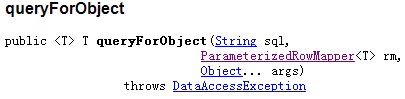 queryForObject
public <T> T queryForObject(String sql,
ParameterizedRowMapper<T> rm,
Object... args)
throws DataAccessException